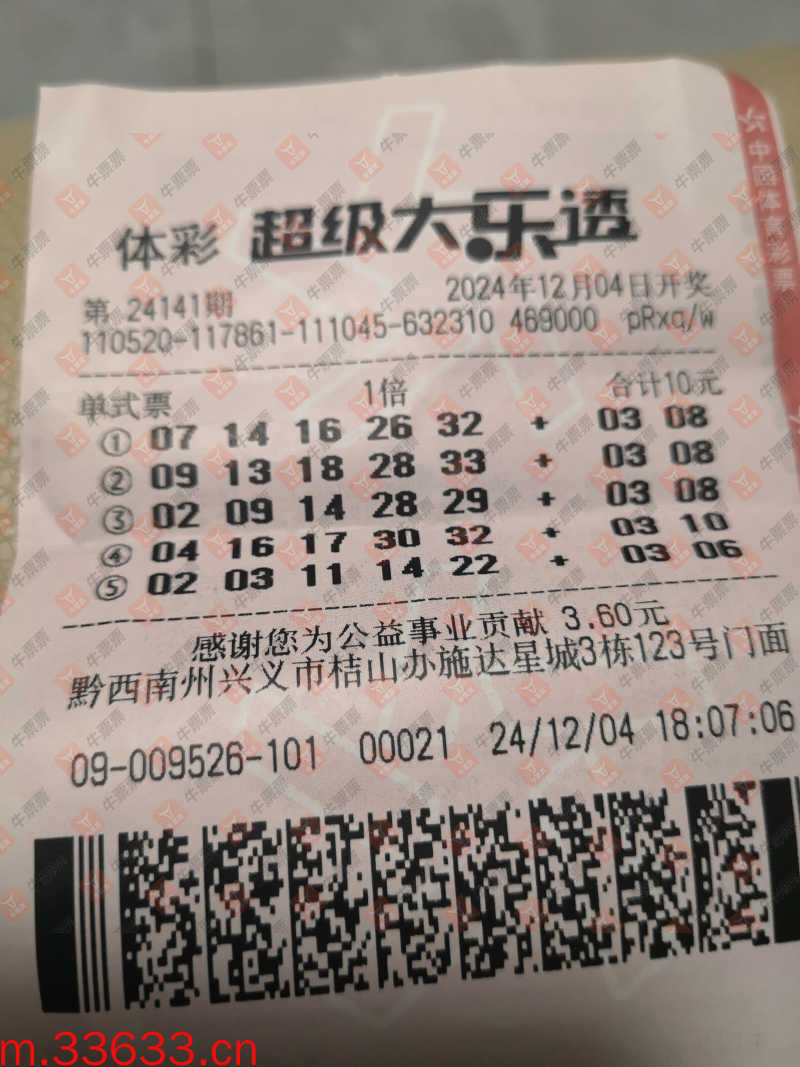 中国体育彩票
体彩 超级大乐透
第 24141期 2024年12月04日开奖
110520-117861-111045-632310 469000 pRxq/w
单式票 1倍 合计10元
① 07 14 16 26 32 + 03 08
② 09 13 18 28 33 + 03 08
③ 02 09 14 28 29 + 03 08
④ 04 16 17 30 32 + 03 10
⑤ 02 03 11 14 22 + 03 06
感谢您为公益事业贡献 3.60元
黔西南州兴义市桔山办施达星城3栋123号门面
09-009526-101 00021 24/12/04 18:07:06
牛票票
m.33633.cn